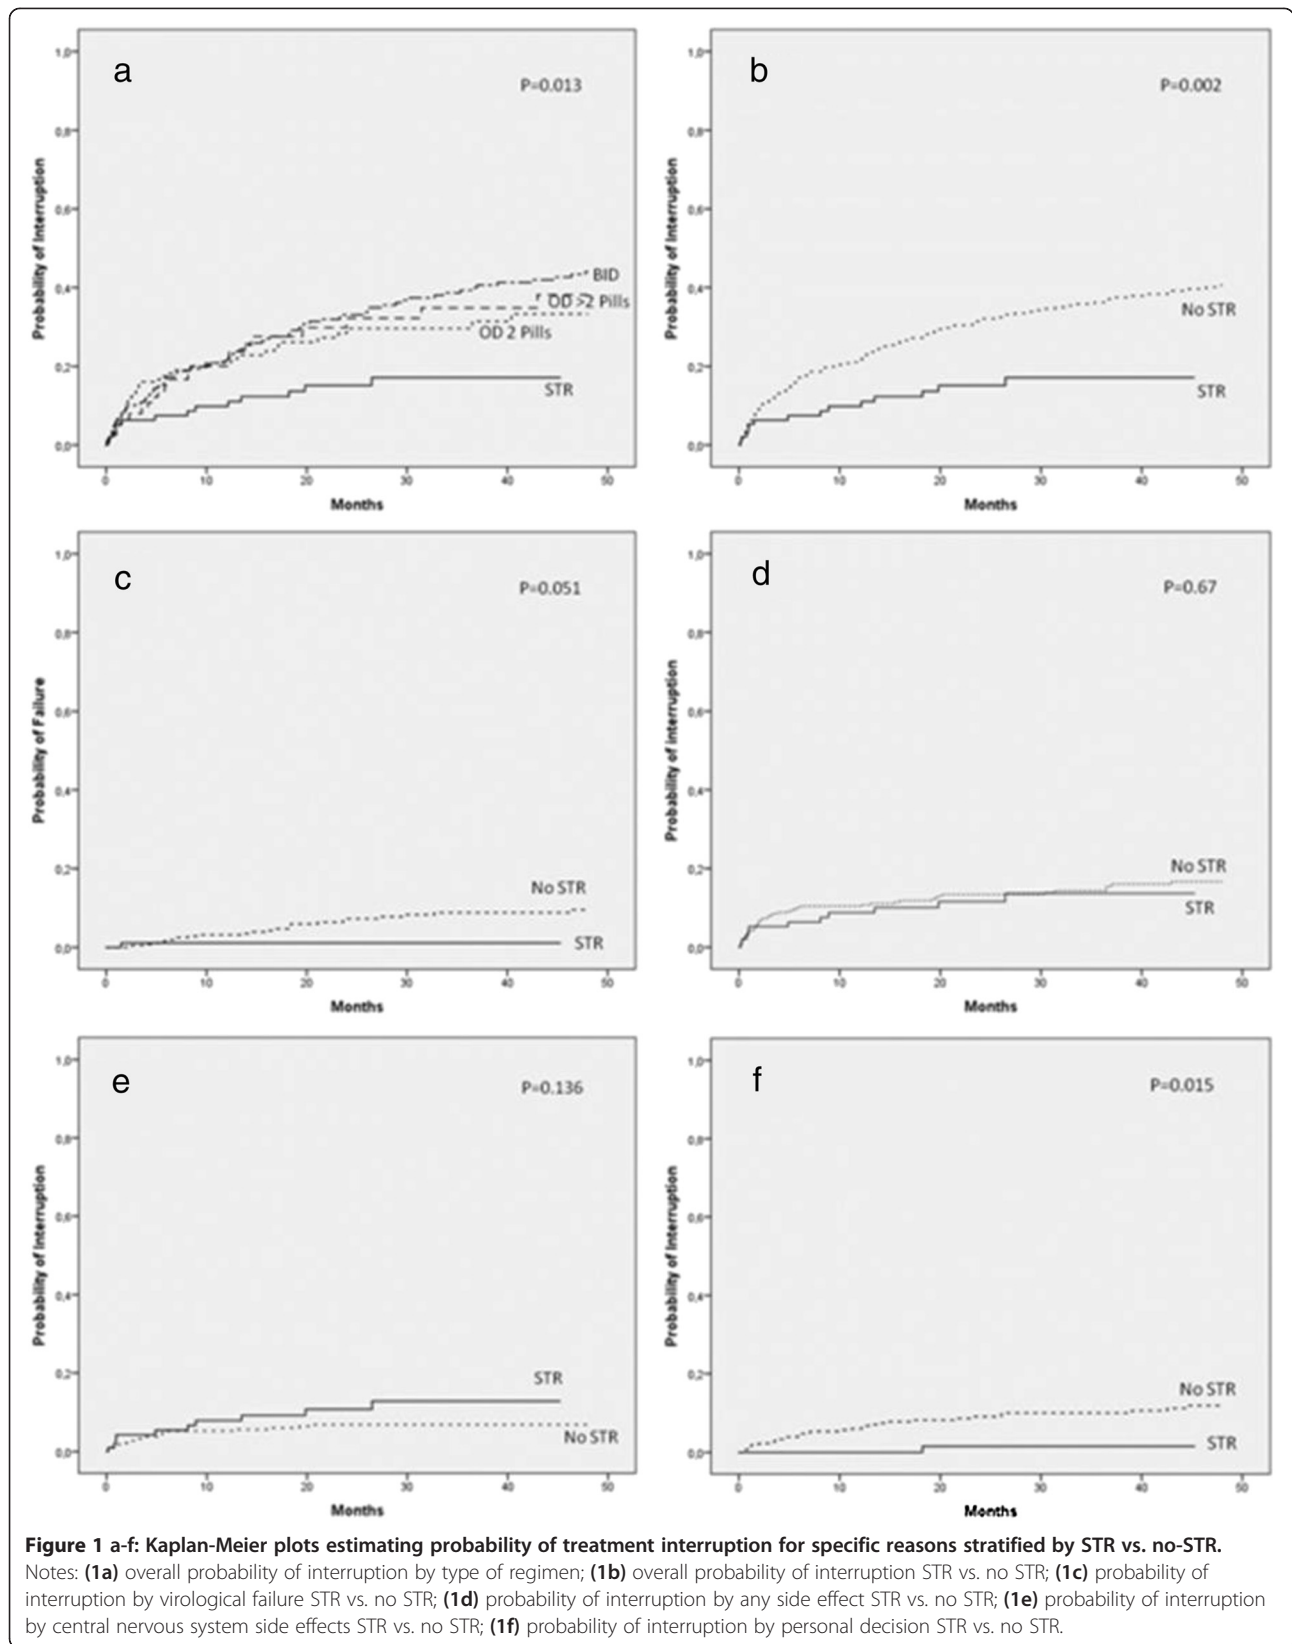 a
P=0.013
1,0
0,8
0,6
0,4
0,2
0,0
Probability of Interruption
BID
OD >2 Pills
OD 2 Pills
STR
0 10 20 30 40 50
Months
b
P=0.002
1,0
0,8
0,6
0,4
0,2
0,0
Probability of Interruption
No STR
STR
0 10 20 30 40 50
Months
c
P=0.051
1,0
0,8
0,6
0,4
0,2
0,0
Probability of Failure
No STR
STR
0 10 20 30 40 50
Months
d
P=0.67
1,0
0,8
0,6
0,4
0,2
0,0
Probability of interruption
No STR
STR
0 10 20 30 40 50
Months
e
P=0.136
1,0
0,8
0,6
0,4
0,2
0,0
Probability of Interruption
STR
No STR
0 10 20 30 40 50
Months
f
P=0.015
1,0
0,8
0,6
0,4
0,2
0,0
Probability of Interruption
No STR
STR
0 10 20 30 40 50
Months
Figure 1 a-f: Kaplan-Meier plots estimating probability of treatment interruption for specific reasons stratified by STR vs. no-STR.
Notes: (1a) overall probability of interruption by type of regimen; (1b) overall probability of interruption STR vs. no STR; (1c) probability of
interruption by virological failure STR vs. no STR; (1d) probability of interruption by any side effect STR vs. no STR; (1e) probability of interruption
by central nervous system side effects STR vs. no STR; (1f) probability of interruption by personal decision STR vs. no STR.